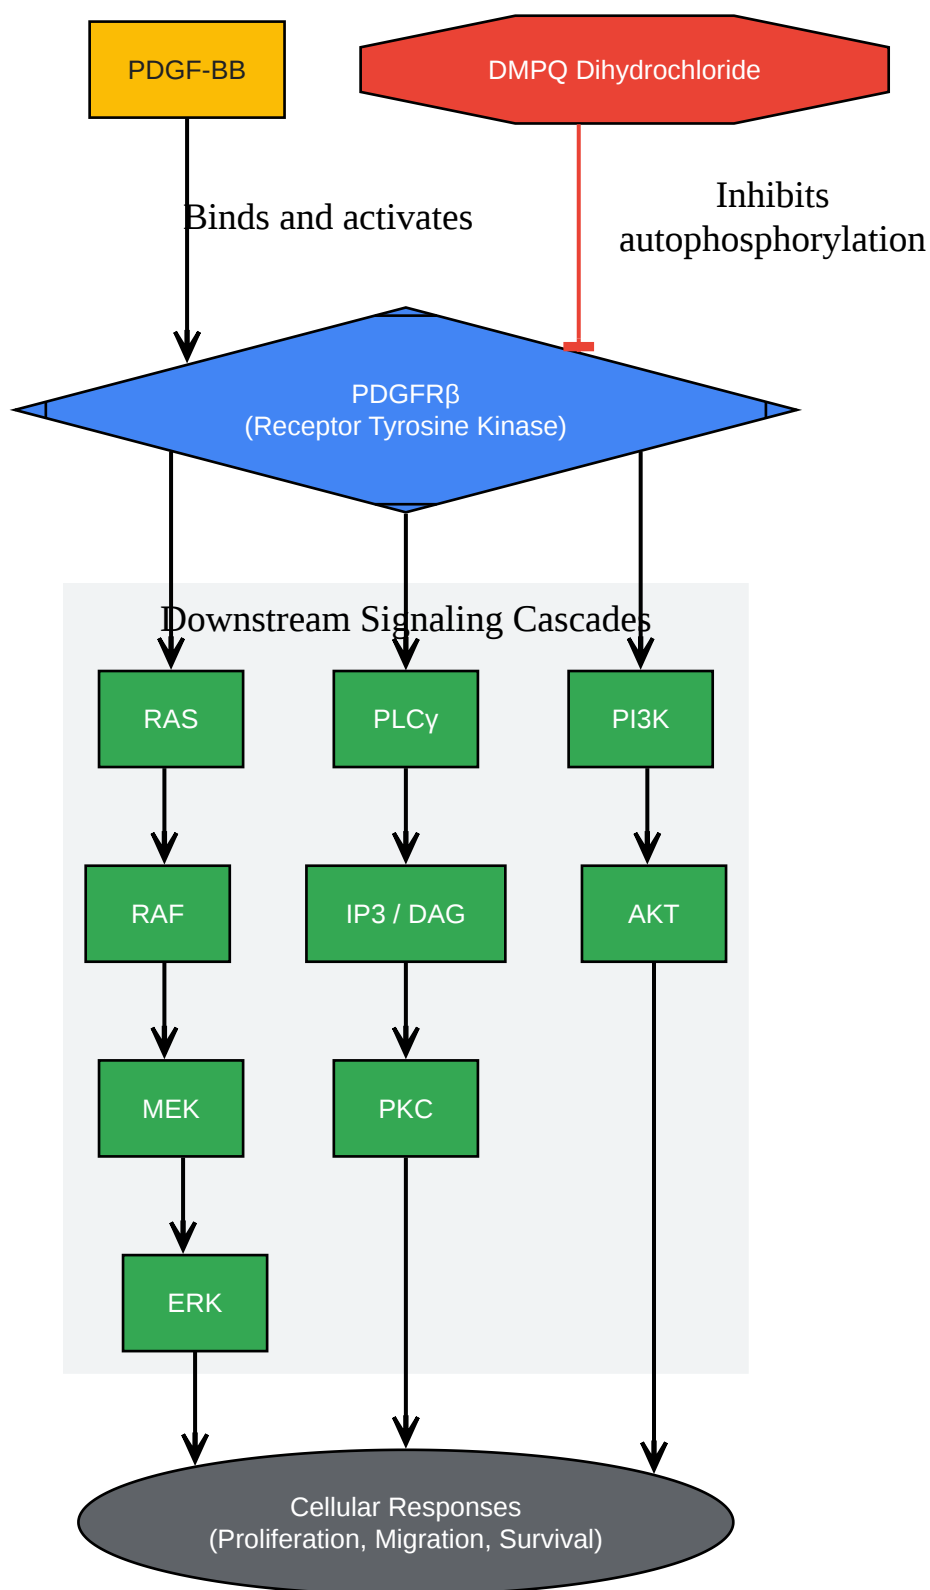 PDGF-BB
DMPQ Dihydrochloride
Binds and activates
Inhibits
autophosphorylation
PDGFRβ
(Receptor Tyrosine Kinase)
Downstream Signaling Cascades
RAS
PLCγ
PI3K
RAF
IP3 / DAG
AKT
MEK
PKC
ERK
Cellular Responses
(Proliferation, Migration, Survival)